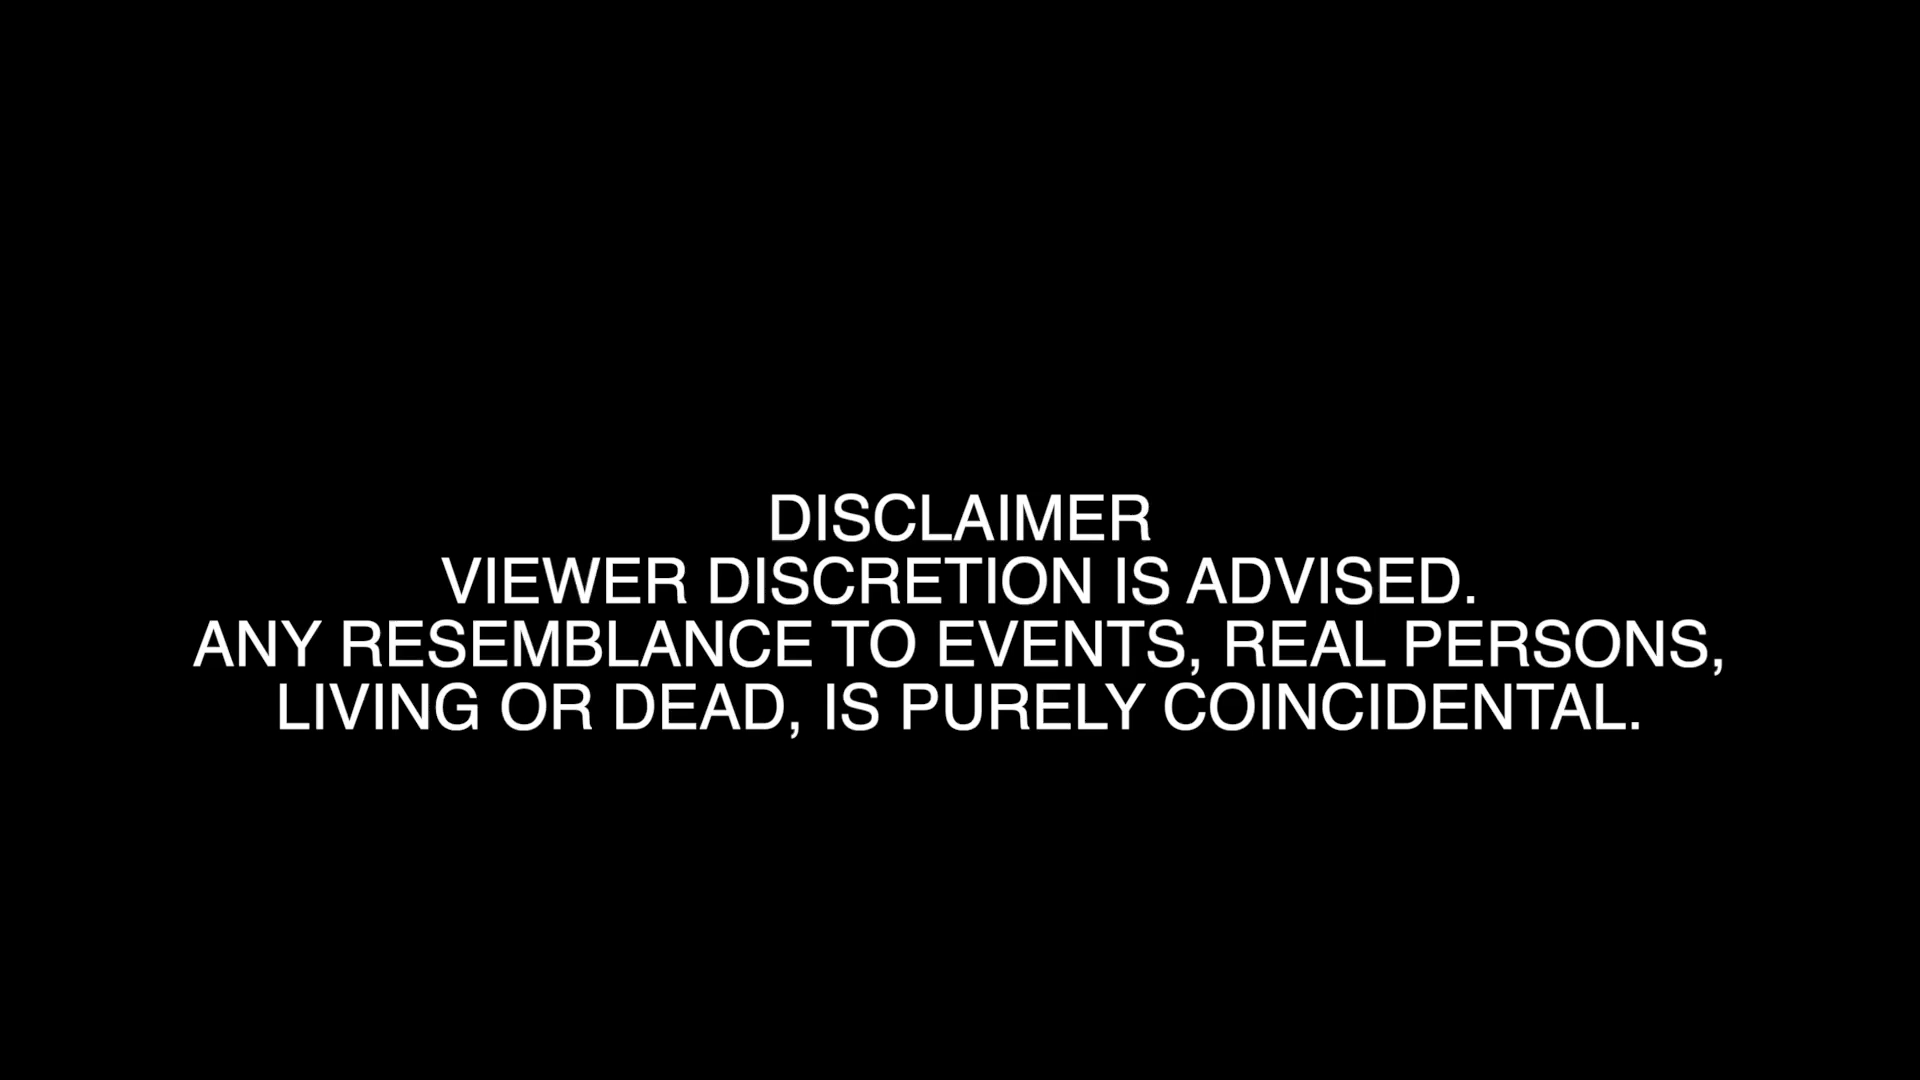 DISCLAIMER
VIEWER DISCRETION IS ADVISED.
ANY RESEMBLANCE TO EVENTS, REAL PERSONS,
LIVING OR DEAD, IS PURELY COINCIDENTAL.